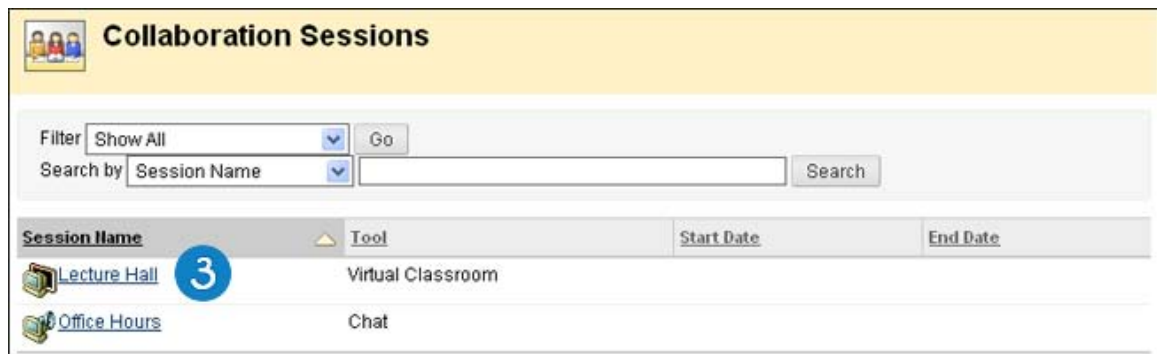 Collaboration Sessions
Filter Show All Go
Search by Session Name Search
Session Name Tool Start Date End Date
Lecture Hall 3 Virtual Classroom
Office Hours Chat